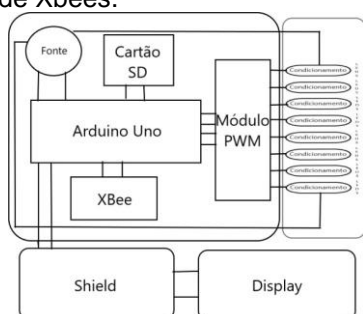 de Xbees.
Fonte
Cartão
SD
Arduino Uno
Módulo
PWM
XBee
Condicionamento
Condicionamento
Condicionamento
Condicionamento
Condicionamento
Condicionamento
Condicionamento
Condicionamento
Shield
Display